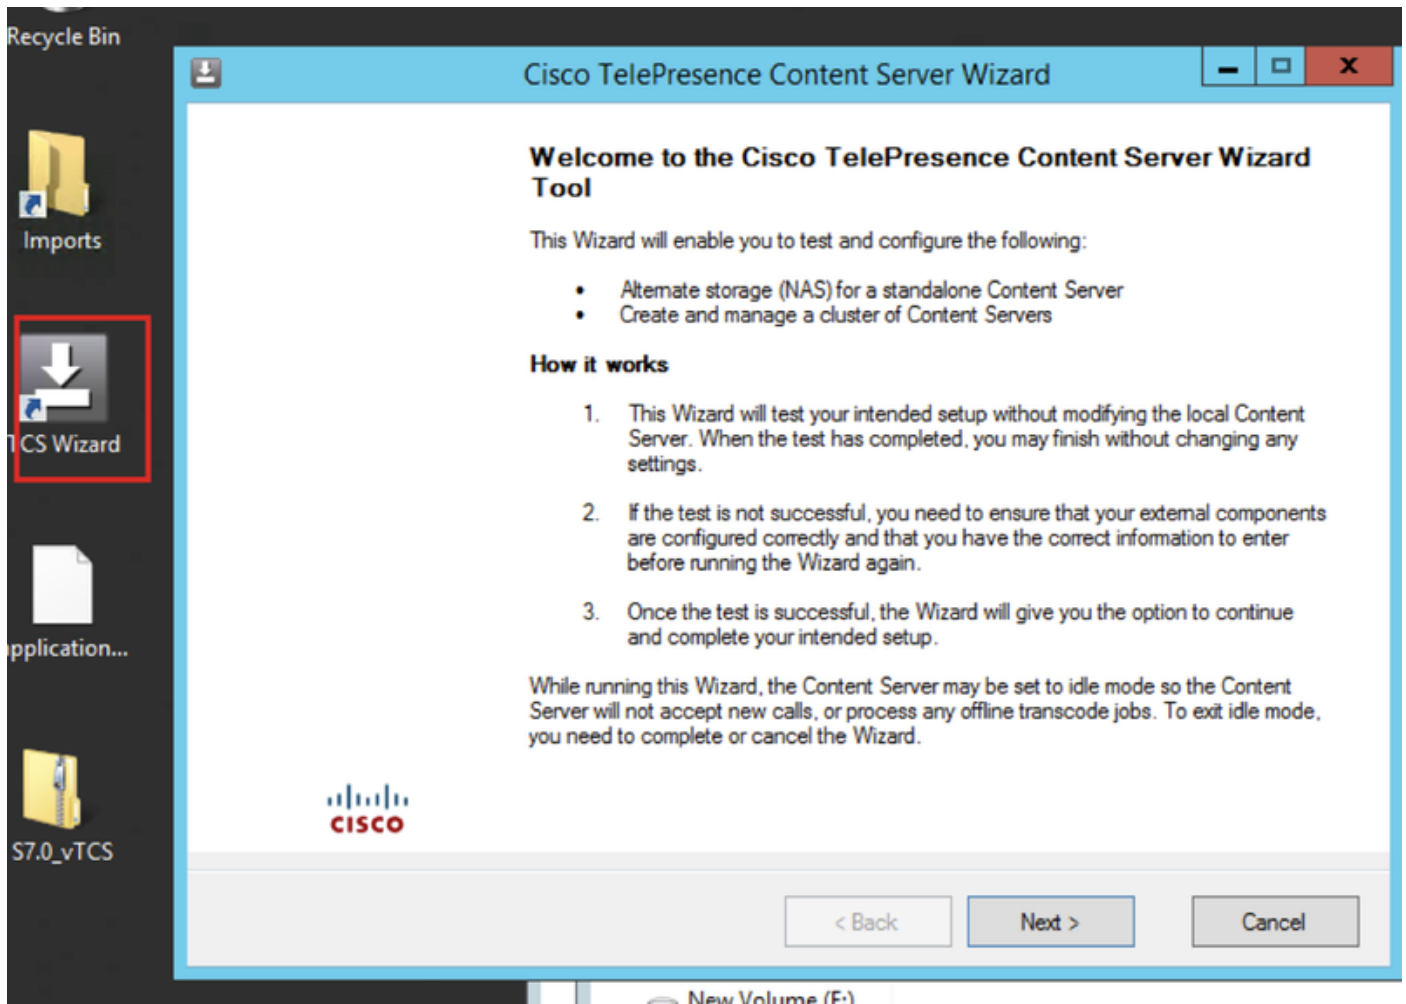 Recycle Bin
Cisco TelePresence Content Server Wizard
X
Imports
TCS Wizard
pplication...
S7.0_vTCS
Welcome to the Cisco TelePresence Content Server Wizard
Tool
This Wizard will enable you to test and configure the following:
• Alternate storage (NAS) for a standalone Content Server
• Create and manage a cluster of Content Servers
How it works
1. This Wizard will test your intended setup without modifying the local Content
Server. When the test has completed, you may finish without changing any
settings.
2. If the test is not successful, you need to ensure that your external components
are configured correctly and that you have the correct information to enter
before running the Wizard again.
3. Once the test is successful, the Wizard will give you the option to continue
and complete your intended setup.
While running this Wizard, the Content Server may be set to idle mode so the Content
Server will not accept new calls, or process any offline transcode jobs. To exit idle mode,
you need to complete or cancel the Wizard.
CISCO
< Back
Next >
Cancel
New Volume (E:)